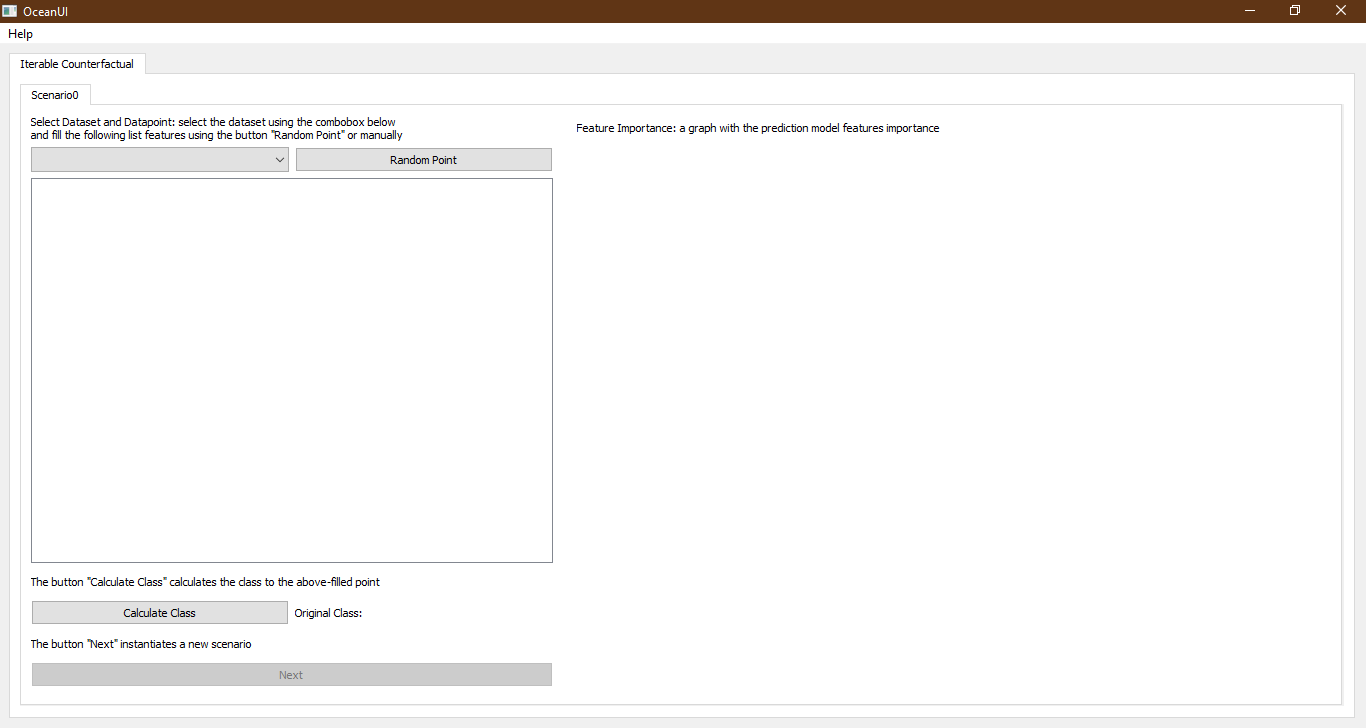 OceanUI
Help
Iterable Counterfactual
Scenario0
Select Dataset and Datapoint: select the dataset using the combobox below
and fill the following list features using the button "Random Point" or manually
Random Point
Feature Importance: a graph with the prediction model features importance
The button "Calculate Class" calculates the class to the above-filled point
Calculate Class
Original Class:
The button "Next" instantiates a new scenario
Next